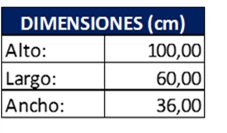 DIMENSIONES (cm)
Alto: 100,00
Largo: 60,00
Ancho: 36,00